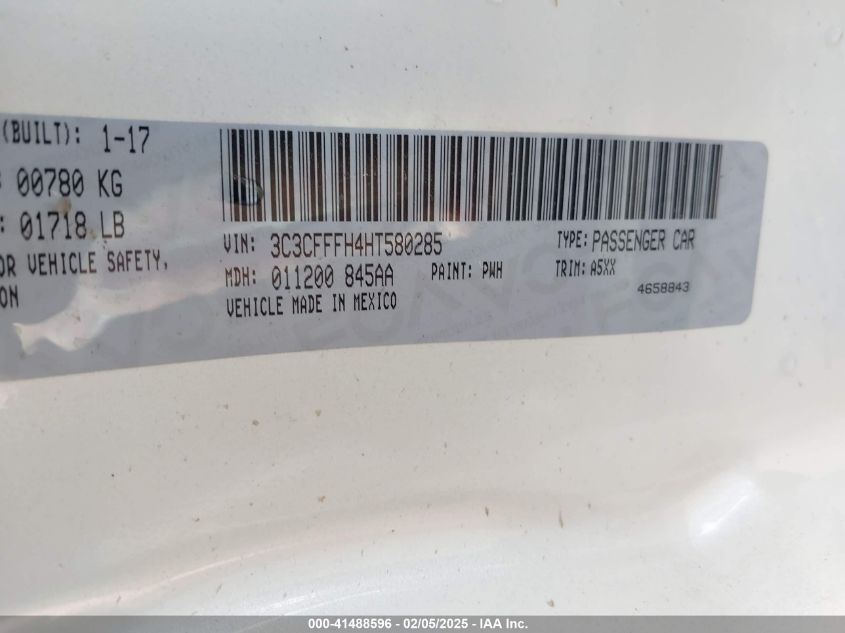 (BUILT): 1-17
: 00780 KG
: 01718 LB
OR VEHICLE SAFETY,
ON
VIN: 3C3CFFFH4HT580285 TYPE: PASSENGER CAR
MDH: 011200 845AA PAINT: PWH TRIM: A5XX
VEHICLE MADE IN MEXICO 4658843
000-41488596 - 02/05/2025 - IAA Inc.